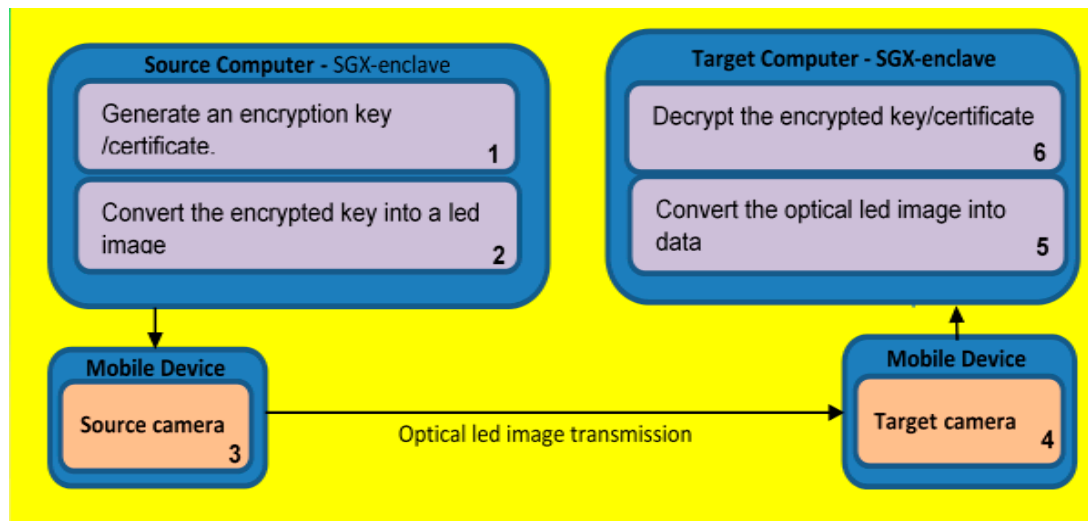 Source Computer - SGX-enclave
Generate an encryption key
/certificate.
1
Convert the encrypted key into a led
image
2
Target Computer - SGX-enclave
Decrypt the encrypted key/certificate
6
Convert the optical led image into
data
5
Mobile Device
Source camera
3
Optical led image transmission
Mobile Device
Target camera
4